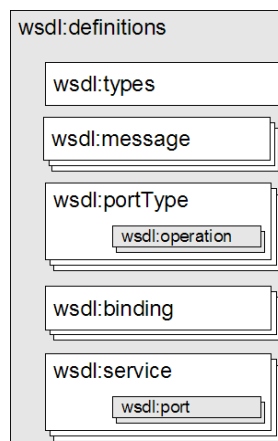 wsdl:definitions
wsdl:types
wsdl:message
wsdl:portType
wsdl:operation
wsdl:binding
wsdl:service
wsdl:port